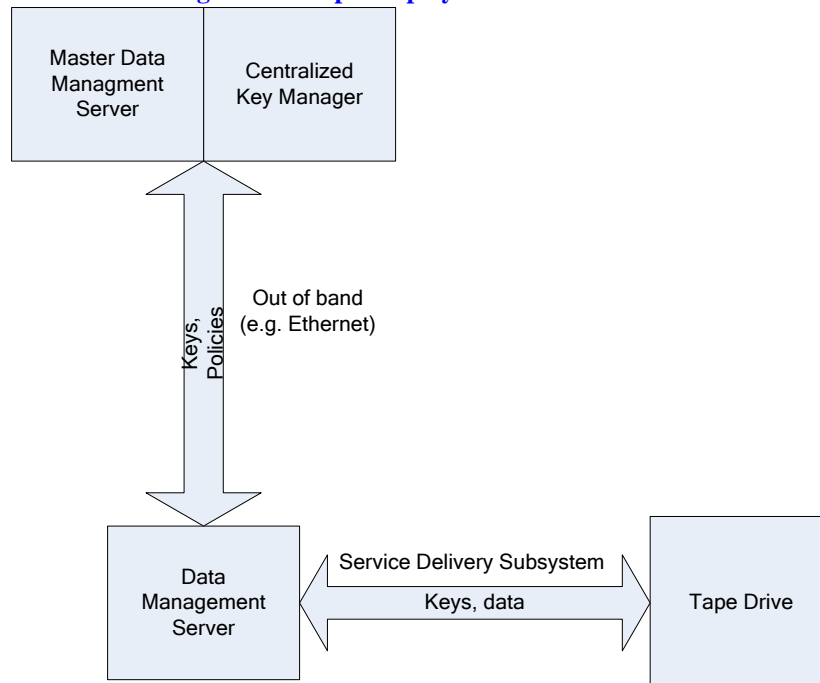 Master Data
Managment
Server
Centralized
Key Manager
Out of band
(e.g. Ethernet)
Keys,
Policies
Data
Management
Server
Service Delivery Subsystem
Keys, data
Tape Drive